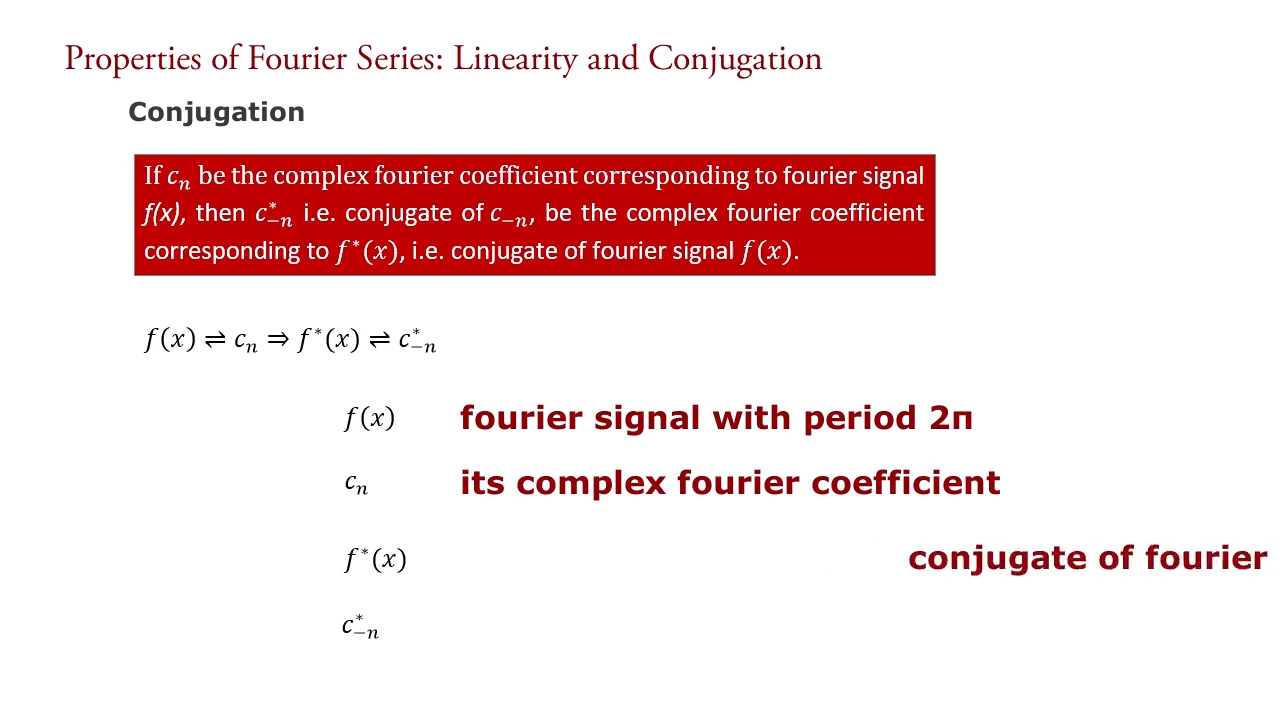 Properties of Fourier Series: Linearity and Conjugation
Conjugation
If cₙ be the complex fourier coefficient corresponding to fourier signal
f(x), then c*₋ₙ i.e. conjugate of c₋ₙ, be the complex fourier coefficient
corresponding to f*(x), i.e. conjugate of fourier signal f(x).
f(x) ⇌ cₙ ⇒ f*(x) ⇌ c*₋ₙ
f(x) fourier signal with period 2π
cₙ its complex fourier coefficient
f*(x) conjugate of fourier
c*₋ₙ